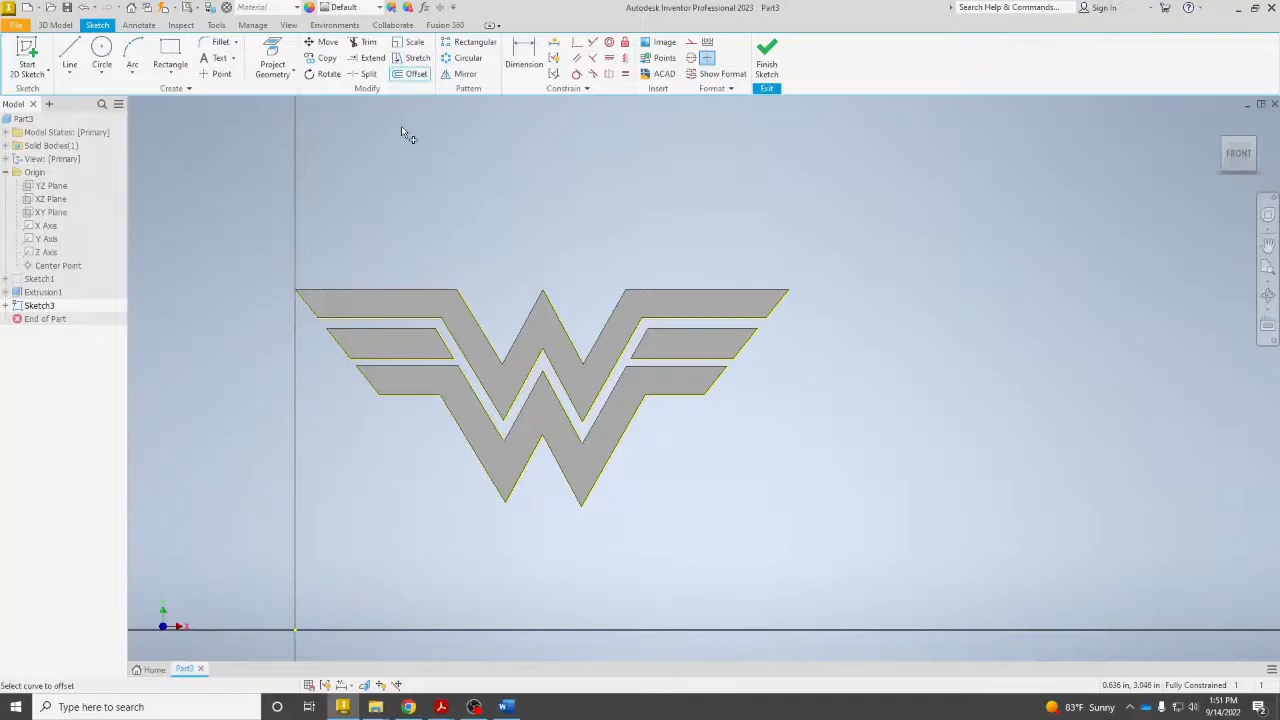 Material
Default
Autodesk Inventor Professional 2023 Part3
Search Help & Commands...
Sign In
File
3D Model
Sketch
Annotate
Inspect
Tools
Manage
View
Environments
Collaborate
Fusion 360
Start
2D Sketch
Line
Circle
Arc
Rectangle
Fillet
Text
Point
Project
Geometry
Move
Copy
Rotate
Trim
Extend
Split
Scale
Stretch
Offset
Rectangular
Circular
Mirror
Dimension
Image
Points
ACAD
Show Format
Finish
Sketch
Sketch
Create
Modify
Pattern
Constrain
Insert
Format
Exit
Model
Part3
Model States: [Primary]
Solid Bodies(1)
View: [Primary]
Origin
YZ Plane
XZ Plane
XY Plane
X Axis
Y Axis
Z Axis
Center Point
Sketch1
Extrusion1
Sketch3
End of Part
FRONT
X
Home
Part3
Select curve to offset
0.636 in, 3.046 in
Fully Constrained
1
1
Type here to search
83°F Sunny
1:51 PM
9/14/2022
2